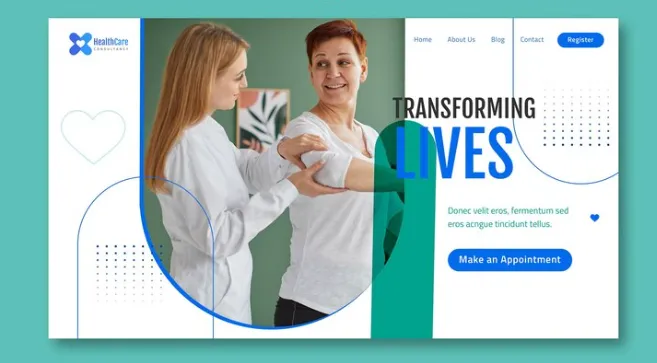 HealthCare
CONSULTANCY
Home
About Us
Blog
Contact
Register
TRANSFORMING
LIVES
Donec velit eros, fermentum sed
eros acngue tincidunt tellus.
Make an Appointment